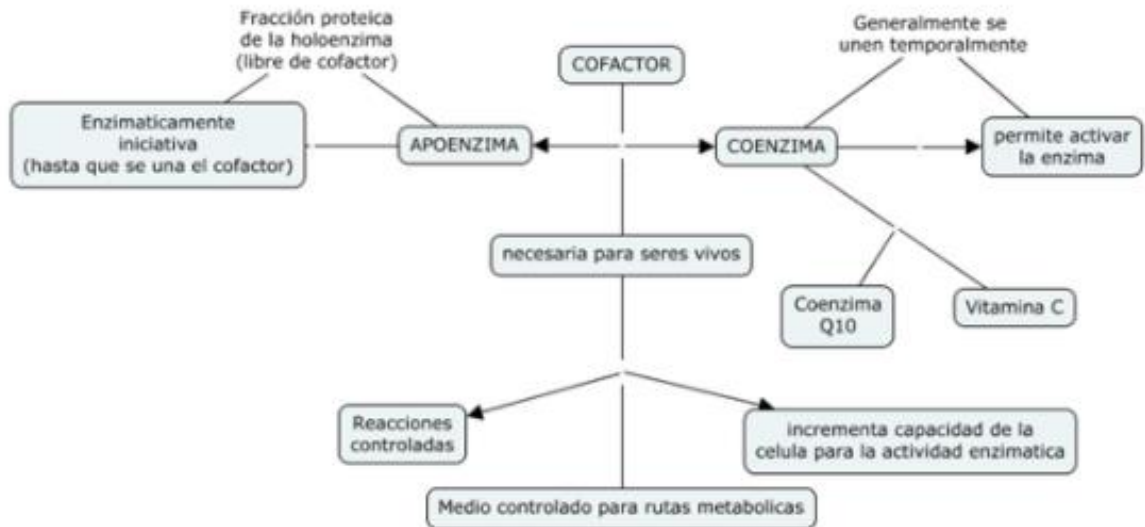 Fracción proteica
de la holoenzima
(libre de cofactor)
COFACTOR
Generalmente se
unen temporalmente
Enzimaticamente
iniciativa
(hasta que se una el cofactor)
APOENZIMA
COENZIMA
permite activar
la enzima
necesaria para seres vivos
Coenzima
Q10
Vitamina C
Reacciones
controladas
incrementa capacidad de la
celula para la actividad enzimatica
Medio controlado para rutas metabolicas